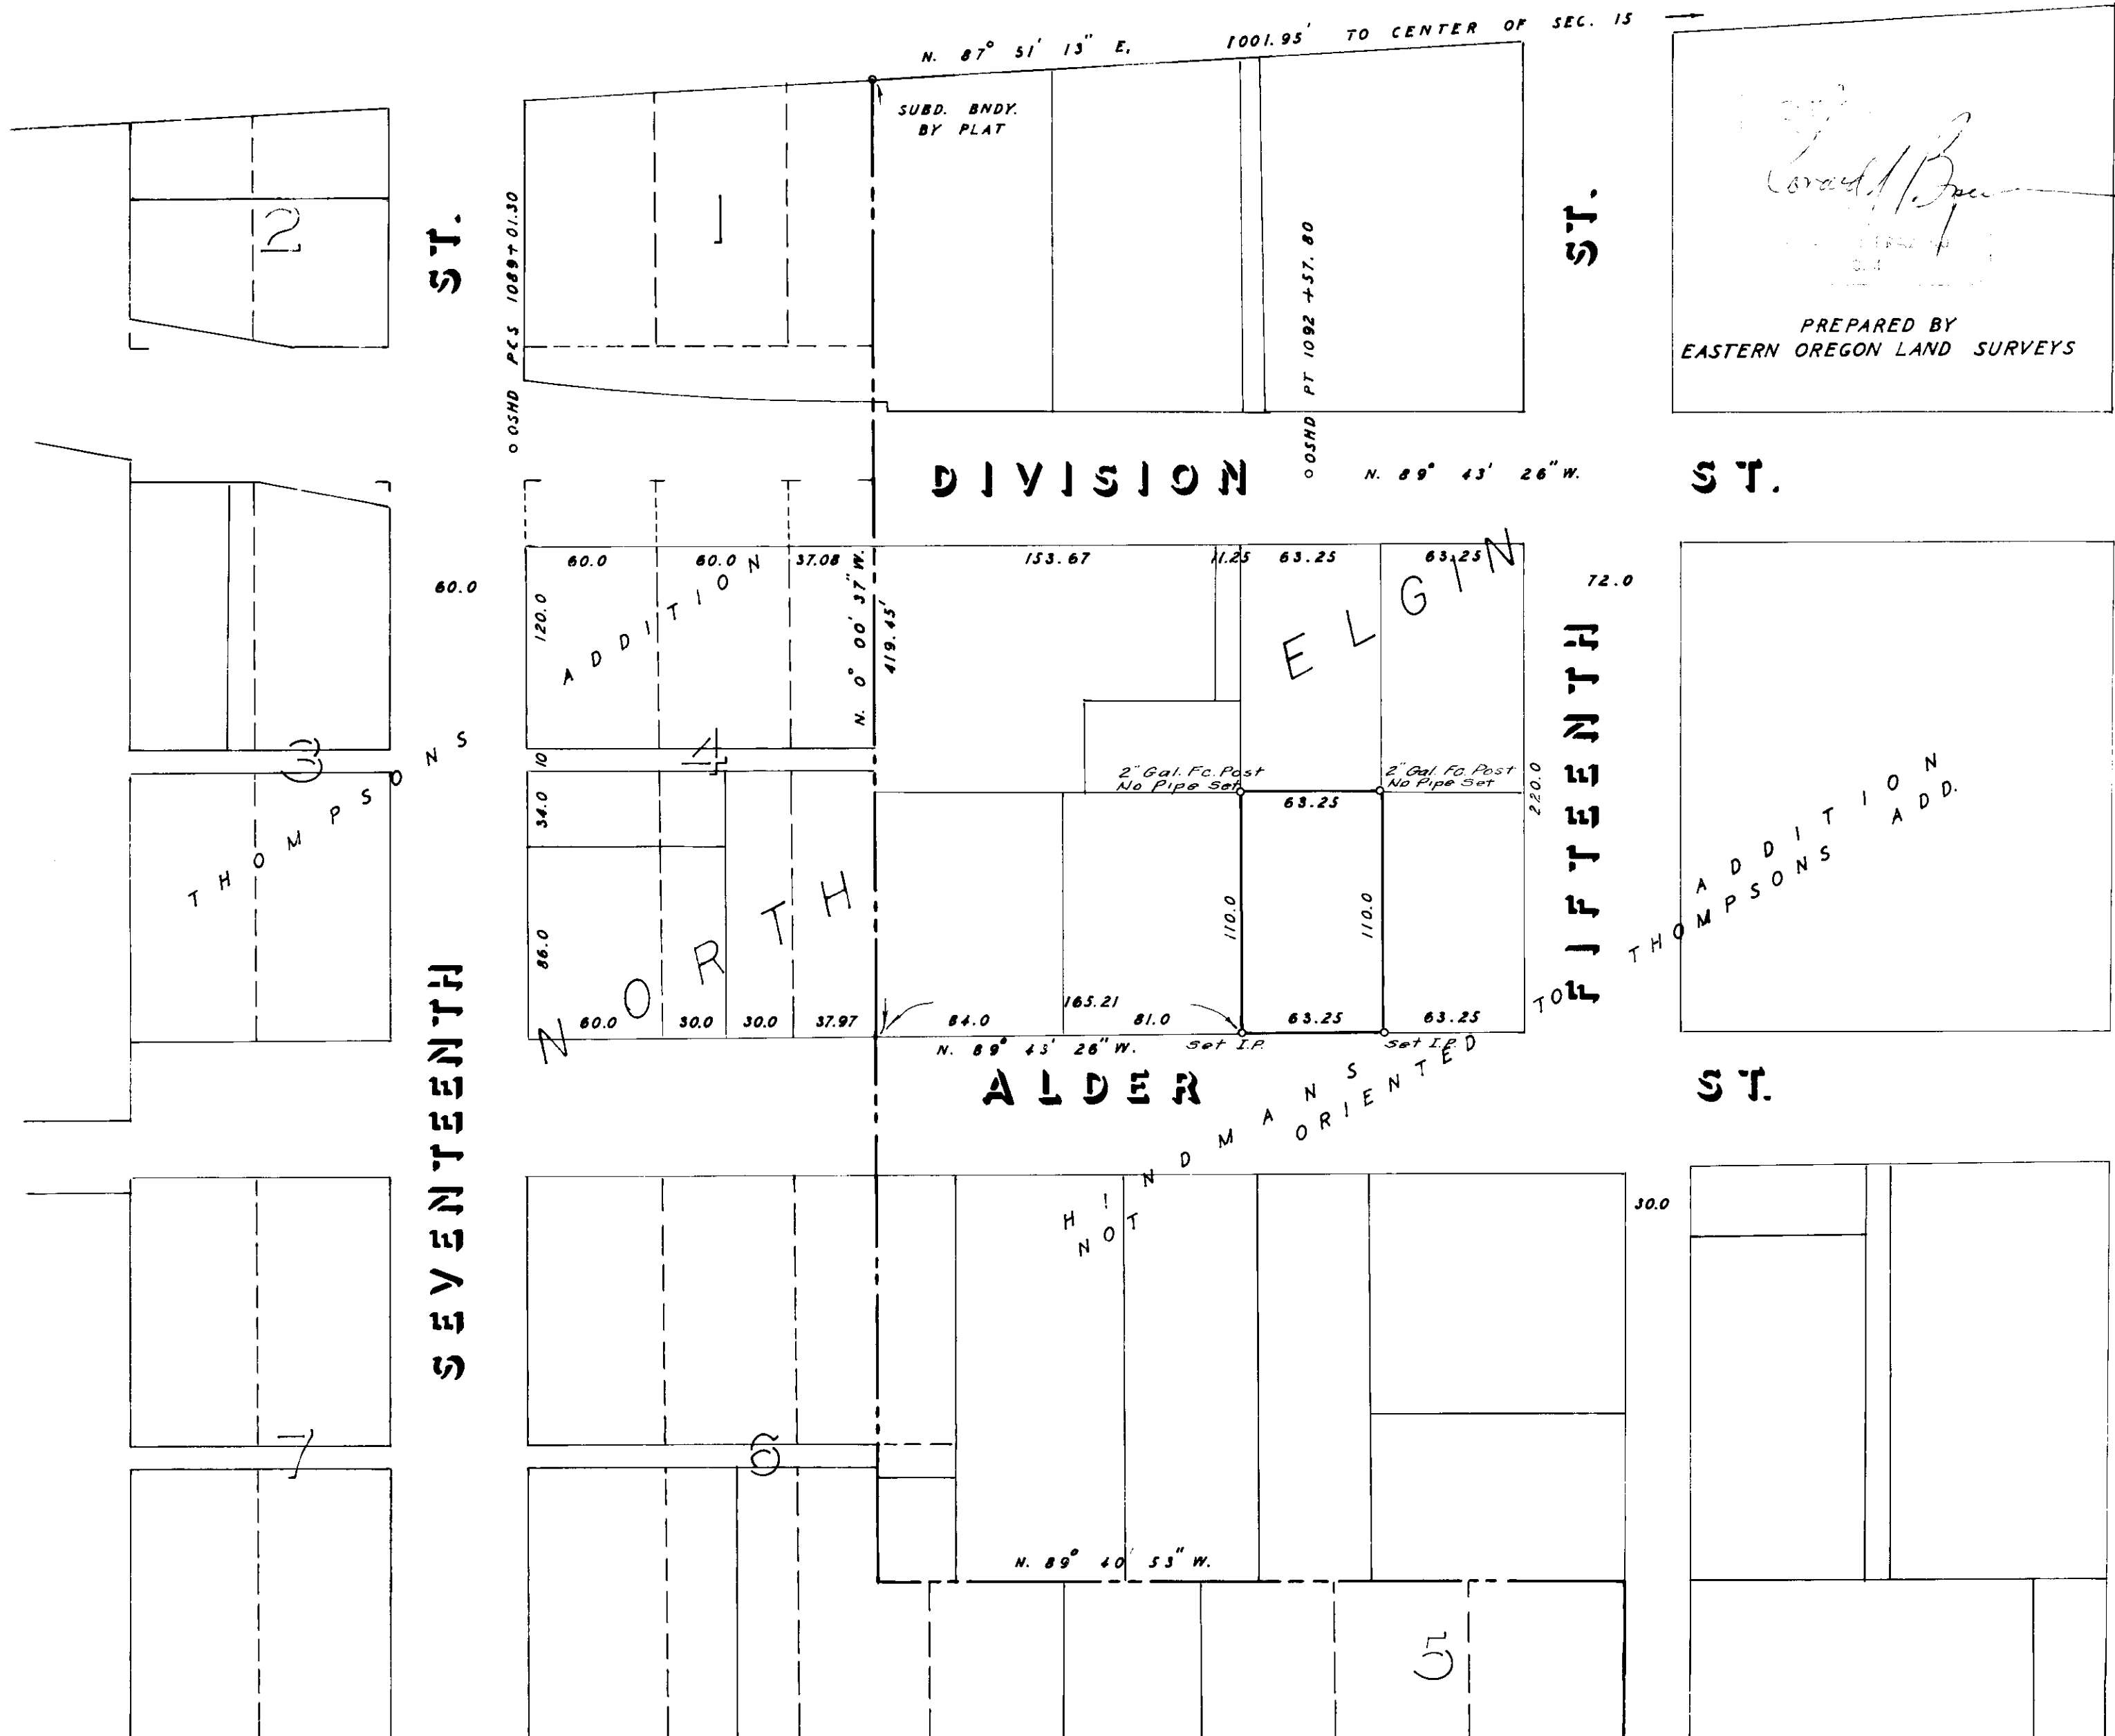 N. 87° 51' 13" E. 1001.95' TO CENTER OF SEC. 15
SUBD. BNDY.
BY PLAT
2
ST.
OSHD PCS 1089+01.30
1
OSHD PT 1092+57.80
ST.
PREPARED BY
EASTERN OREGON LAND SURVEYS
DIVISION ST.
N. 89° 43' 26" W.
60.0
60.0 60.0 37.08
120.0
ADDITION
N. 0° 00' 37" W.
419.45'
153.67 11.25 63.25 63.25
ELGIN
72.0
FIFTEENTH
3
THOMPSONS
10
4
34.0
86.0
NORTH
60.0 30.0 30.0 37.97
2" Gal. Fc. Post
No Pipe Set
2" Gal. Fc. Post
No Pipe Set
63.25
220.0
110.0
110.0
165.21
84.0 81.0 63.25 63.25
N. 89° 43' 26" W.
Set I.P.
Set I.P.
ALDER ST.
HINDMANS ADDITION
NOT ORIENTED TO THOMPSONS ADD.
SEVENTEENTH
30.0
7
6
N. 89° 40' 53" W.
5